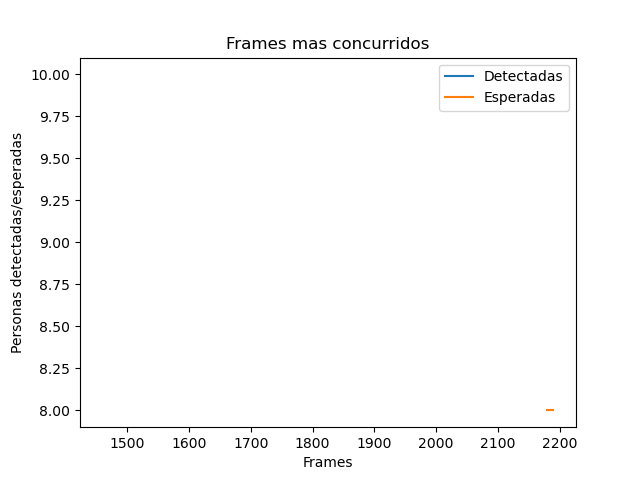 Frames mas concurridos
Detectadas
Esperadas
Personas detectadas/esperadas
10.00
9.75
9.50
9.25
9.00
8.75
8.50
8.25
8.00
1500 1600 1700 1800 1900 2000 2100 2200
Frames